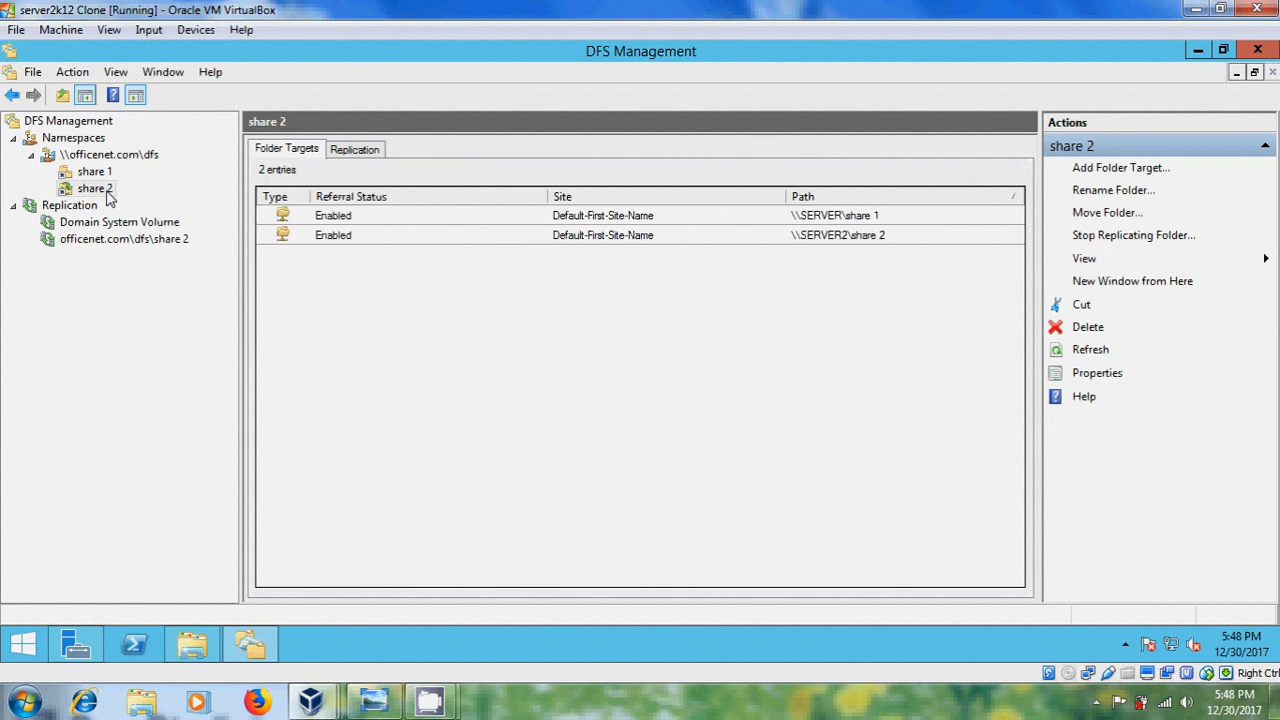 server2k12 Clone [Running] - Oracle VM VirtualBox
File Machine View Input Devices Help
DFS Management
File Action View Window Help
DFS Management
Namespaces
\\officenet.com\dfs
share 1
share 2
Replication
Domain System Volume
officenet.com\dfs\share 2
share 2
Folder Targets Replication
2 entries
Type Referral Status Site Path
Enabled Default-First-Site-Name \\SERVER\share 1
Enabled Default-First-Site-Name \\SERVER2\share 2
Actions
share 2
Add Folder Target...
Rename Folder...
Move Folder...
Stop Replicating Folder...
View
New Window from Here
Cut
Delete
Refresh
Properties
Help
5:48 PM
12/30/2017
Right Ctrl
5:48 PM
12/30/2017